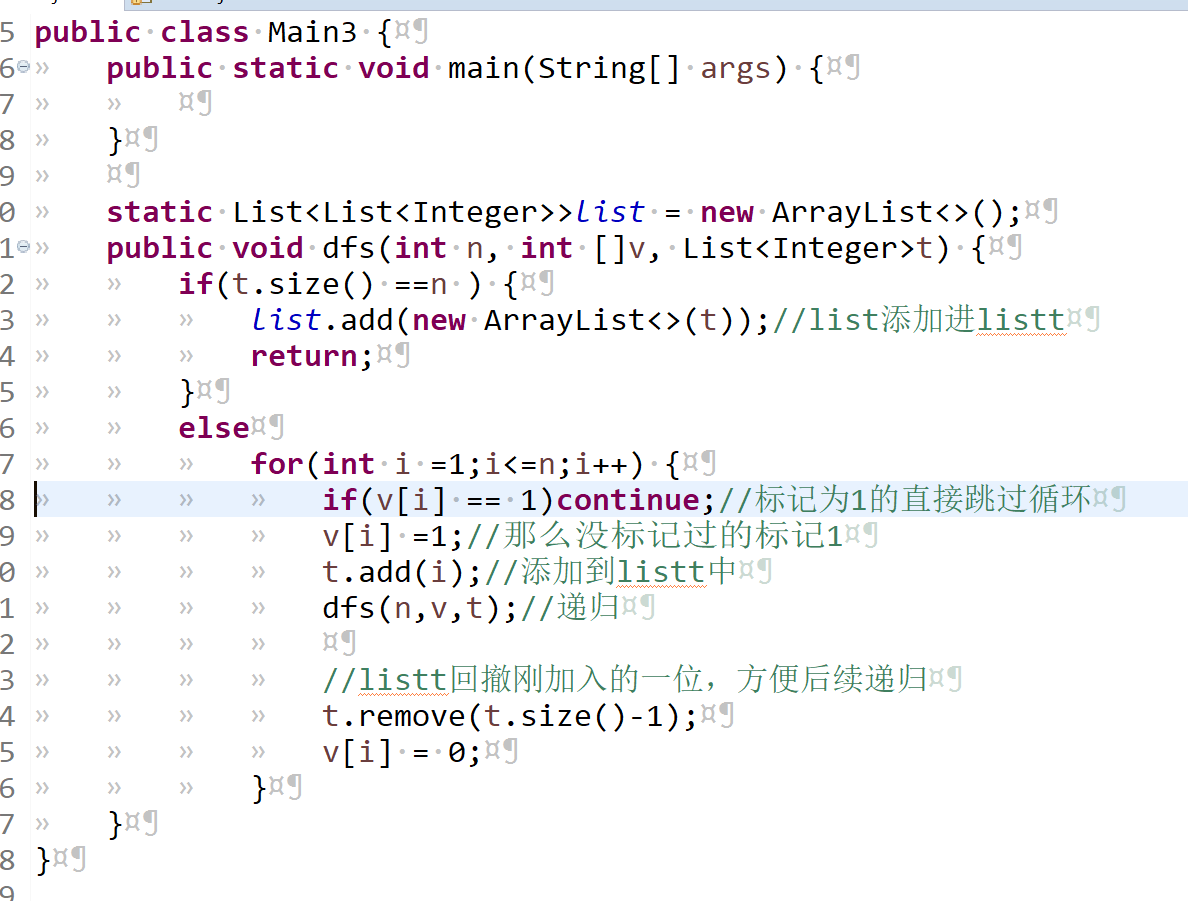 5 public class Main3 {¤¶
6 » public static void main(String[] args) {¤¶
7 » » ¤¶
8 » }¤¶
9 » ¤¶
0 » static List<List<Integer>>list = new ArrayList<>();¤¶
1 » public void dfs(int n, int []v, List<Integer>t) {¤¶
2 » » if(t.size() ==n ) {¤¶
3 » » » list.add(new ArrayList<>(t));//list添加进listt¤¶
4 » » » return;¤¶
5 » » }¤¶
6 » » else¤¶
7 » » » for(int i =1;i<=n;i++) {¤¶
8 » » » » if(v[i] == 1)continue;//标记为1的直接跳过循环¤¶
9 » » » » v[i] =1;//那么没标记过的标记1¤¶
0 » » » » t.add(i);//添加到listt中¤¶
1 » » » » dfs(n,v,t);//递归¤¶
2 » » » » ¤¶
3 » » » » //listt回撤刚加入的一位，方便后续递归¤¶
4 » » » » t.remove(t.size()-1);¤¶
5 » » » » v[i] = 0;¤¶
6 » » » }¤¶
7 » }¤¶
8 }¤¶
9